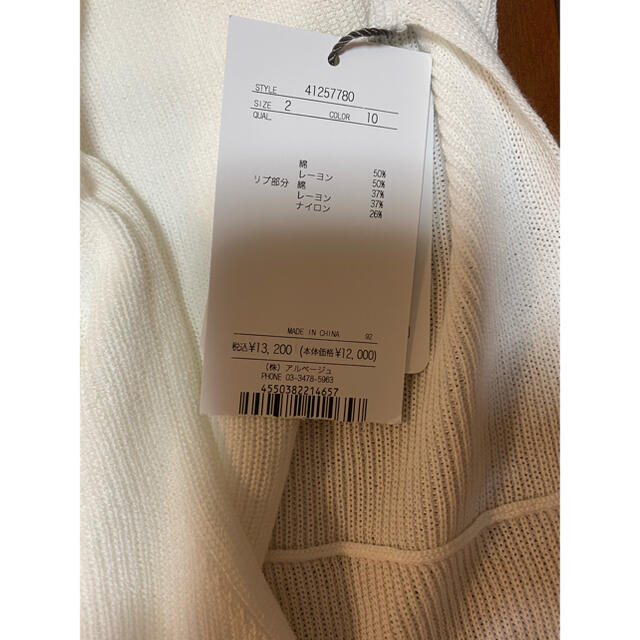 STYLE 41257780
SIZE 2 COLOR 10
QUAL.
綿 50%
レーヨン 50%
リブ部分 綿 37%
レーヨン 37%
ナイロン 26%
MADE IN CHINA 92
税込¥13,200 (本体価格¥12,000)
(株) アルページュ
PHONE 03-3478-5963
4550382214657